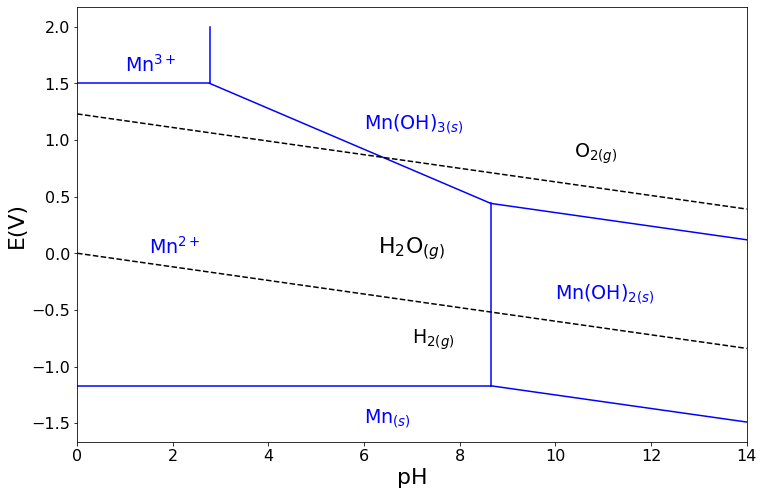 2.0
Mn³⁺
1.5
Mn(OH)₃₍ₛ₎
1.0
O₂₍g₎
0.5
E(V)
0.0
Mn²⁺
H₂O₍g₎
−0.5
Mn(OH)₂₍ₛ₎
H₂₍g₎
−1.0
−1.5
Mn₍ₛ₎
0 2 4 6 8 10 12 14
pH